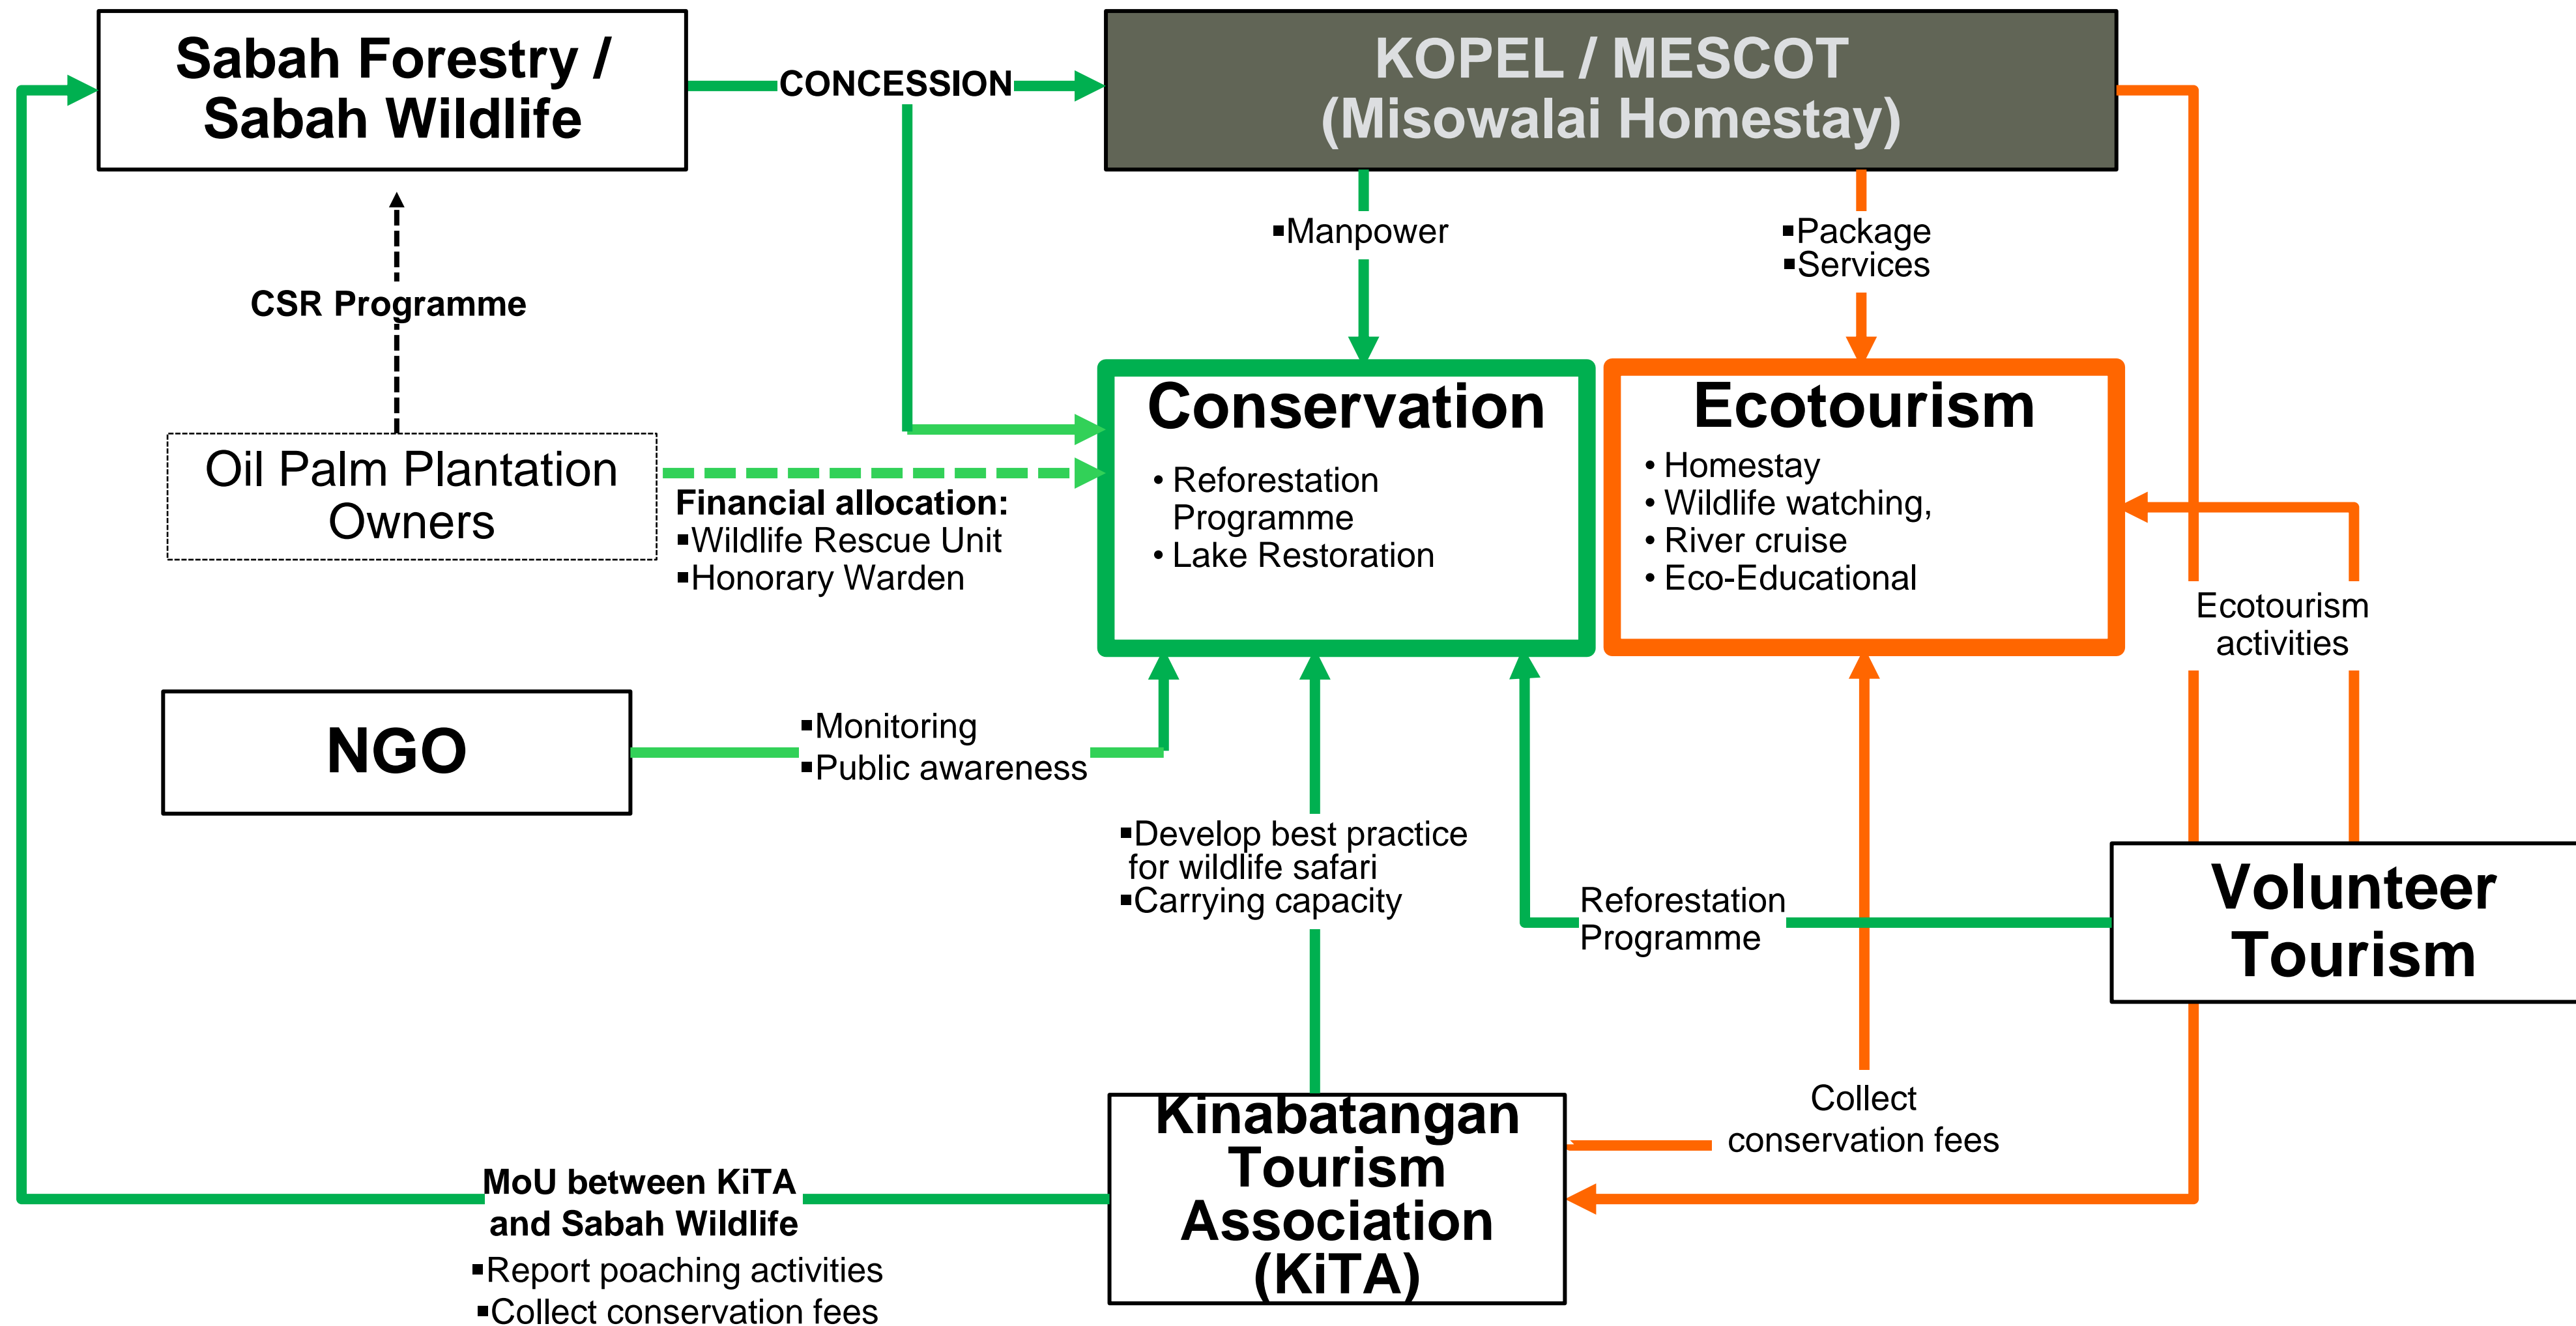 Sabah Forestry /
Sabah Wildlife
CONCESSION
KOPEL / MESCOT
(Misowalai Homestay)
▪Manpower
▪Package
▪Services
CSR Programme
Oil Palm Plantation
Owners
Financial allocation:
▪Wildlife Rescue Unit
▪Honorary Warden
Conservation
• Reforestation
Programme
• Lake Restoration
Ecotourism
• Homestay
• Wildlife watching,
• River cruise
• Eco-Educational
Ecotourism
activities
NGO
▪Monitoring
▪Public awareness
▪Develop best practice
for wildlife safari
▪Carrying capacity
Reforestation
Programme
Volunteer
Tourism
Collect
conservation fees
Kinabatangan
Tourism
Association
(KiTA)
MoU between KiTA
and Sabah Wildlife
▪Report poaching activities
▪Collect conservation fees